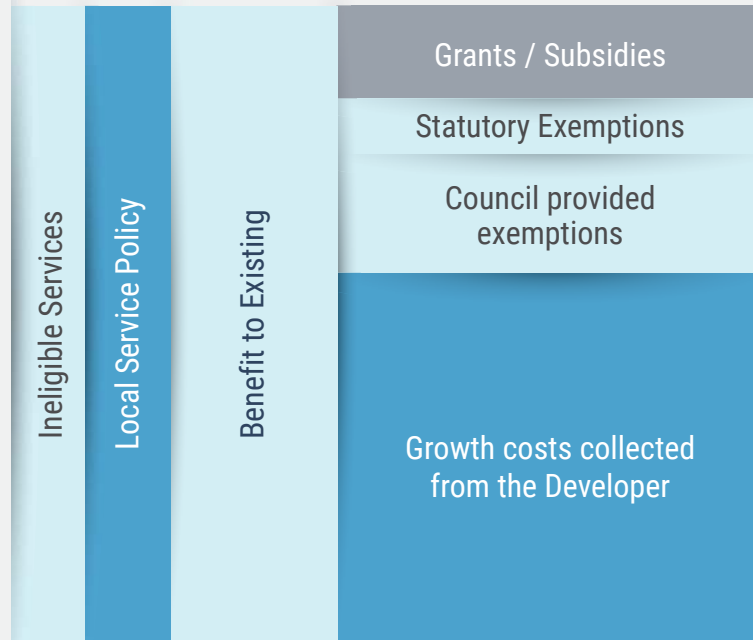 Ineligible Services
Local Service Policy
Benefit to Existing
Grants / Subsidies
Statutory Exemptions
Council provided
exemptions
Growth costs collected
from the Developer